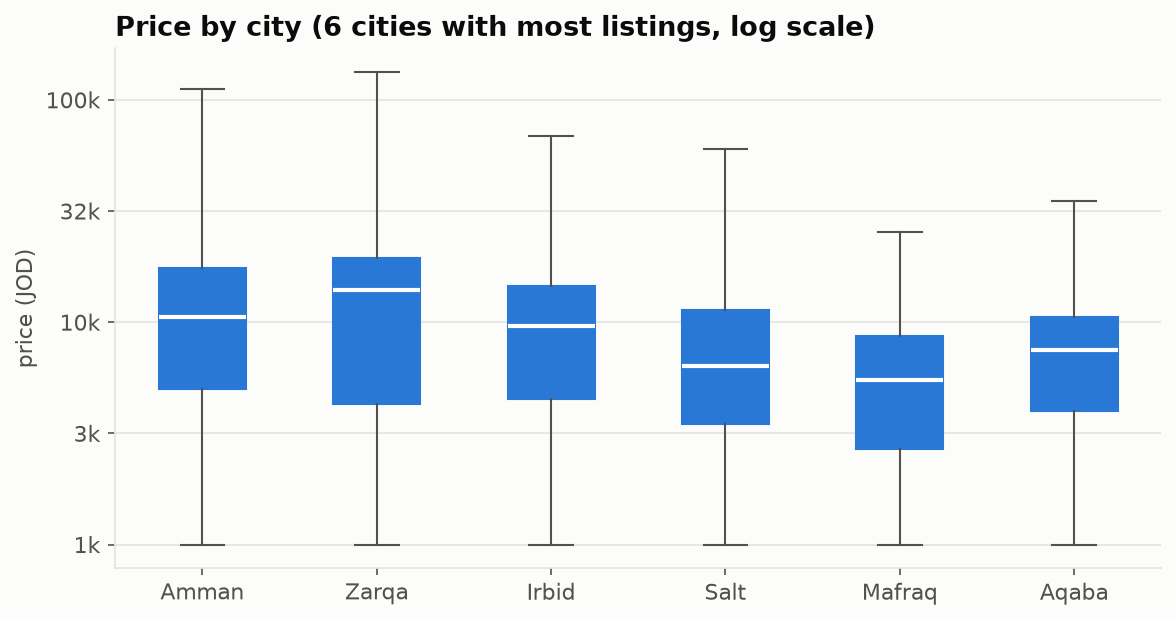 Price by city (6 cities with most listings, log scale)
price (JOD)
100k
32k
10k
3k
1k
Amman
Zarqa
Irbid
Salt
Mafraq
Aqaba